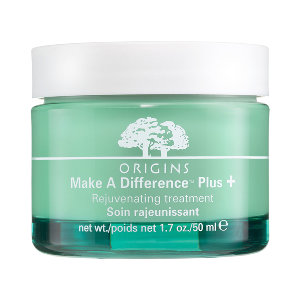 ORIGINS
Make A Difference™ Plus +
Rejuvenating treatment
Soin rajeunissant
net wt./poids net 1.7 oz./50 ml ℮